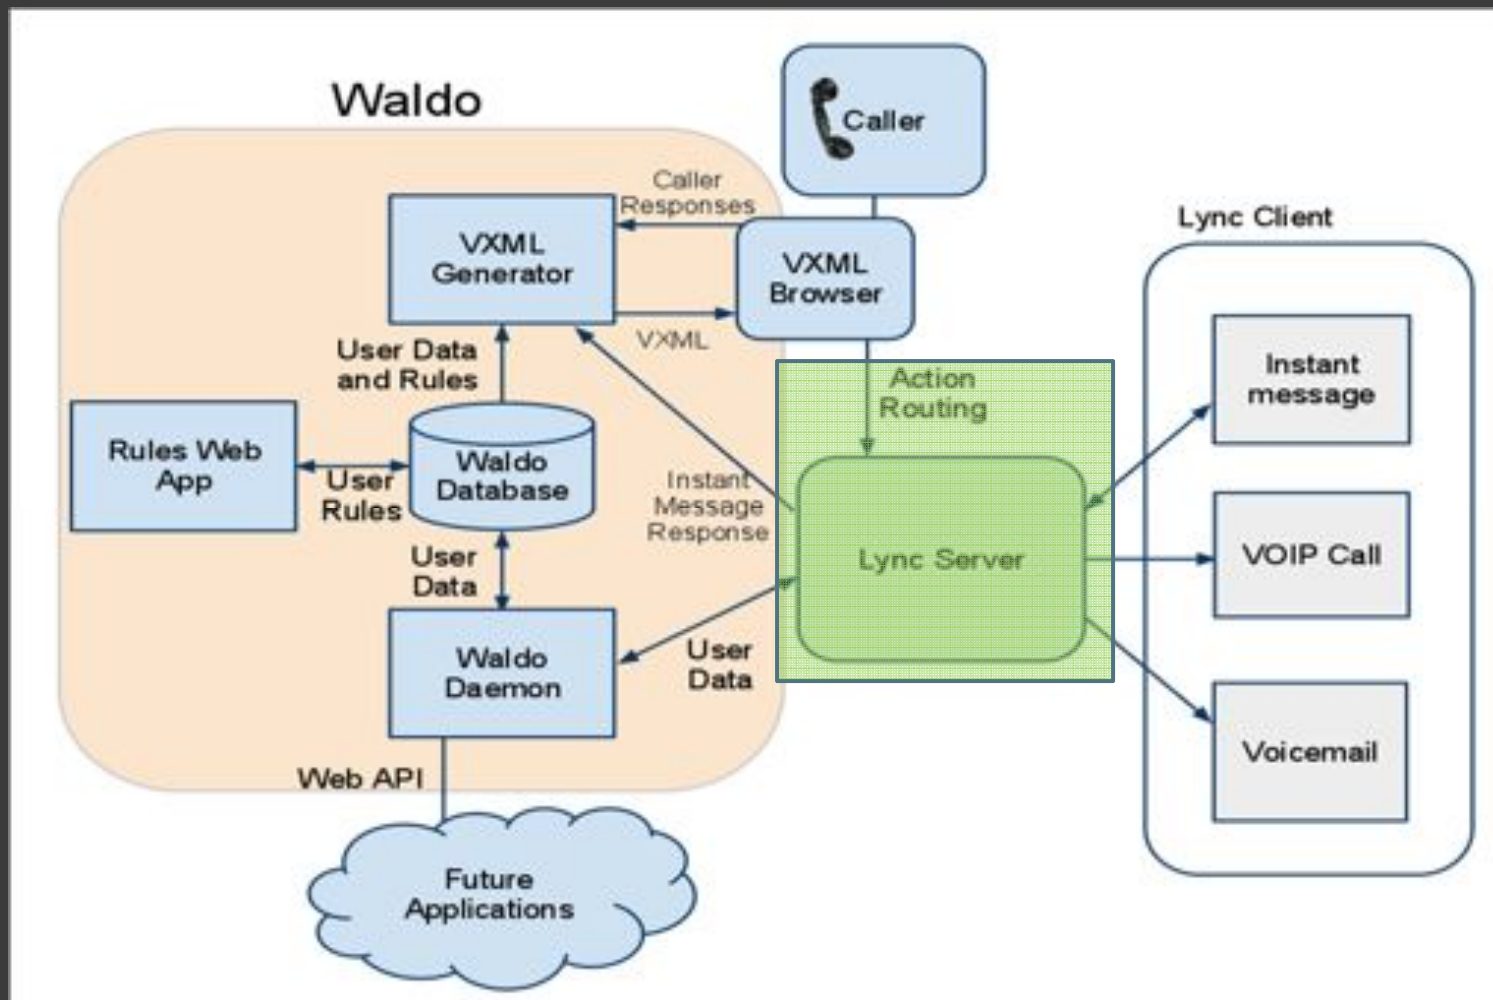 Waldo
Caller
Caller
Responses
VXML
Generator
VXML
Browser
VXML
Lync Client
User Data
and Rules
Action
Routing
Instant
message
Rules Web
App
User
Rules
Waldo
Database
Instant
Message
Response
Lync Server
VOIP Call
User
Data
Waldo
Daemon
User
Data
Voicemail
Web API
Future
Applications